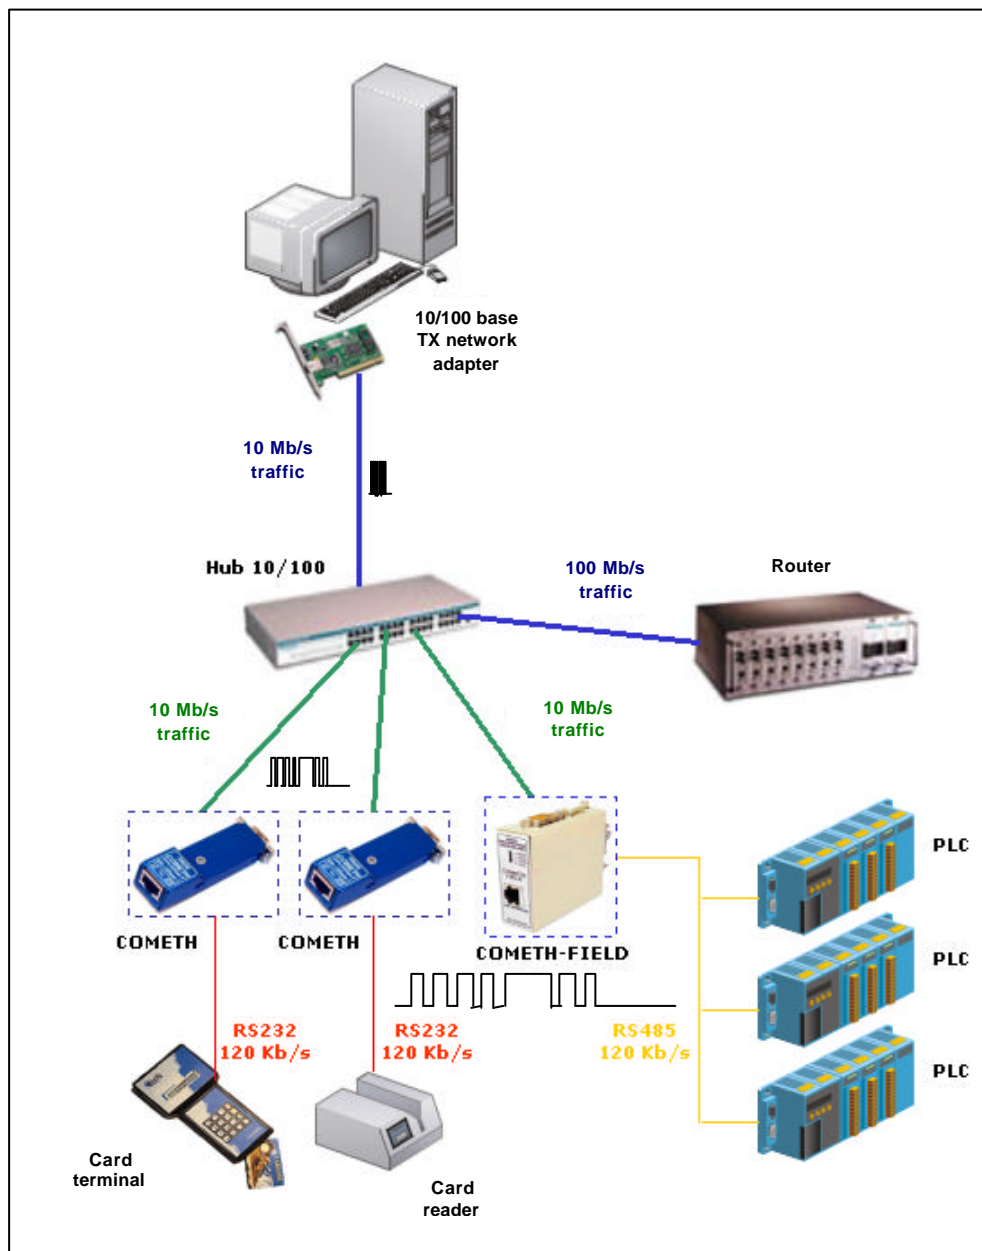 10/100 base
TX network
adapter
10 Mb/s
traffic
Hub 10/100
100 Mb/s
traffic
Router
10 Mb/s
traffic
10 Mb/s
traffic
PLC
COMETH
COMETH
COMETH-FIELD
PLC
RS232
120 Kb/s
RS232
120 Kb/s
RS485
120 Kb/s
PLC
Card
terminal
Card
reader